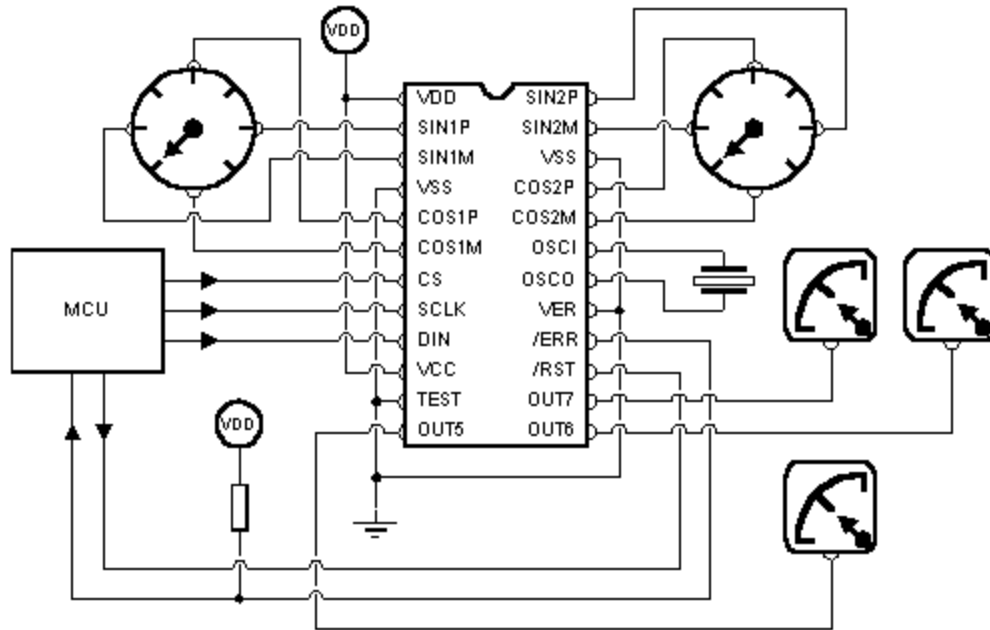 VDD
VDD SIN2P
SIN1P SIN2M
SIN1M VSS
VSS COS2P
COS1P COS2M
COS1M OSCI
CS OSCO
MCU
SCLK VER
DIN /ERR
VCC /RST
TEST OUT7
OUT5 OUT6
VDD